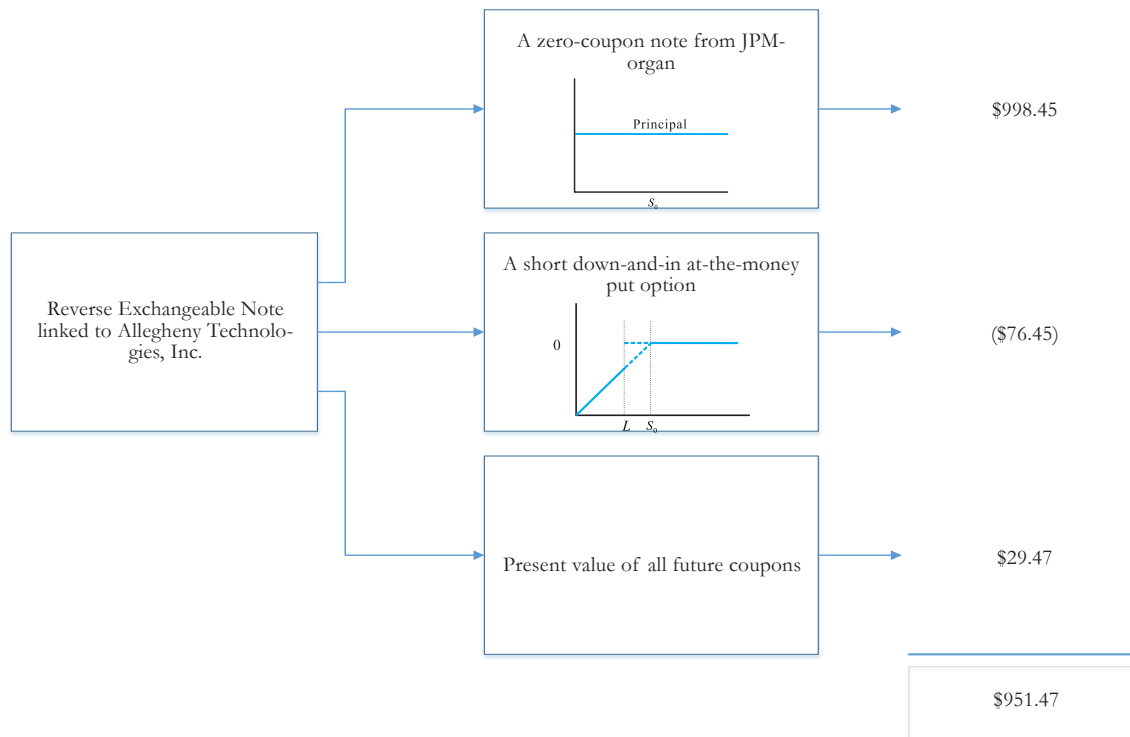 A zero-coupon note from JPM-
organ
Principal
S₀
$998.45
Reverse Exchangeable Note
linked to Allegheny Technolo-
gies, Inc.
A short down-and-in at-the-money
put option
0
L S₀
($76.45)
Present value of all future coupons
$29.47
$951.47